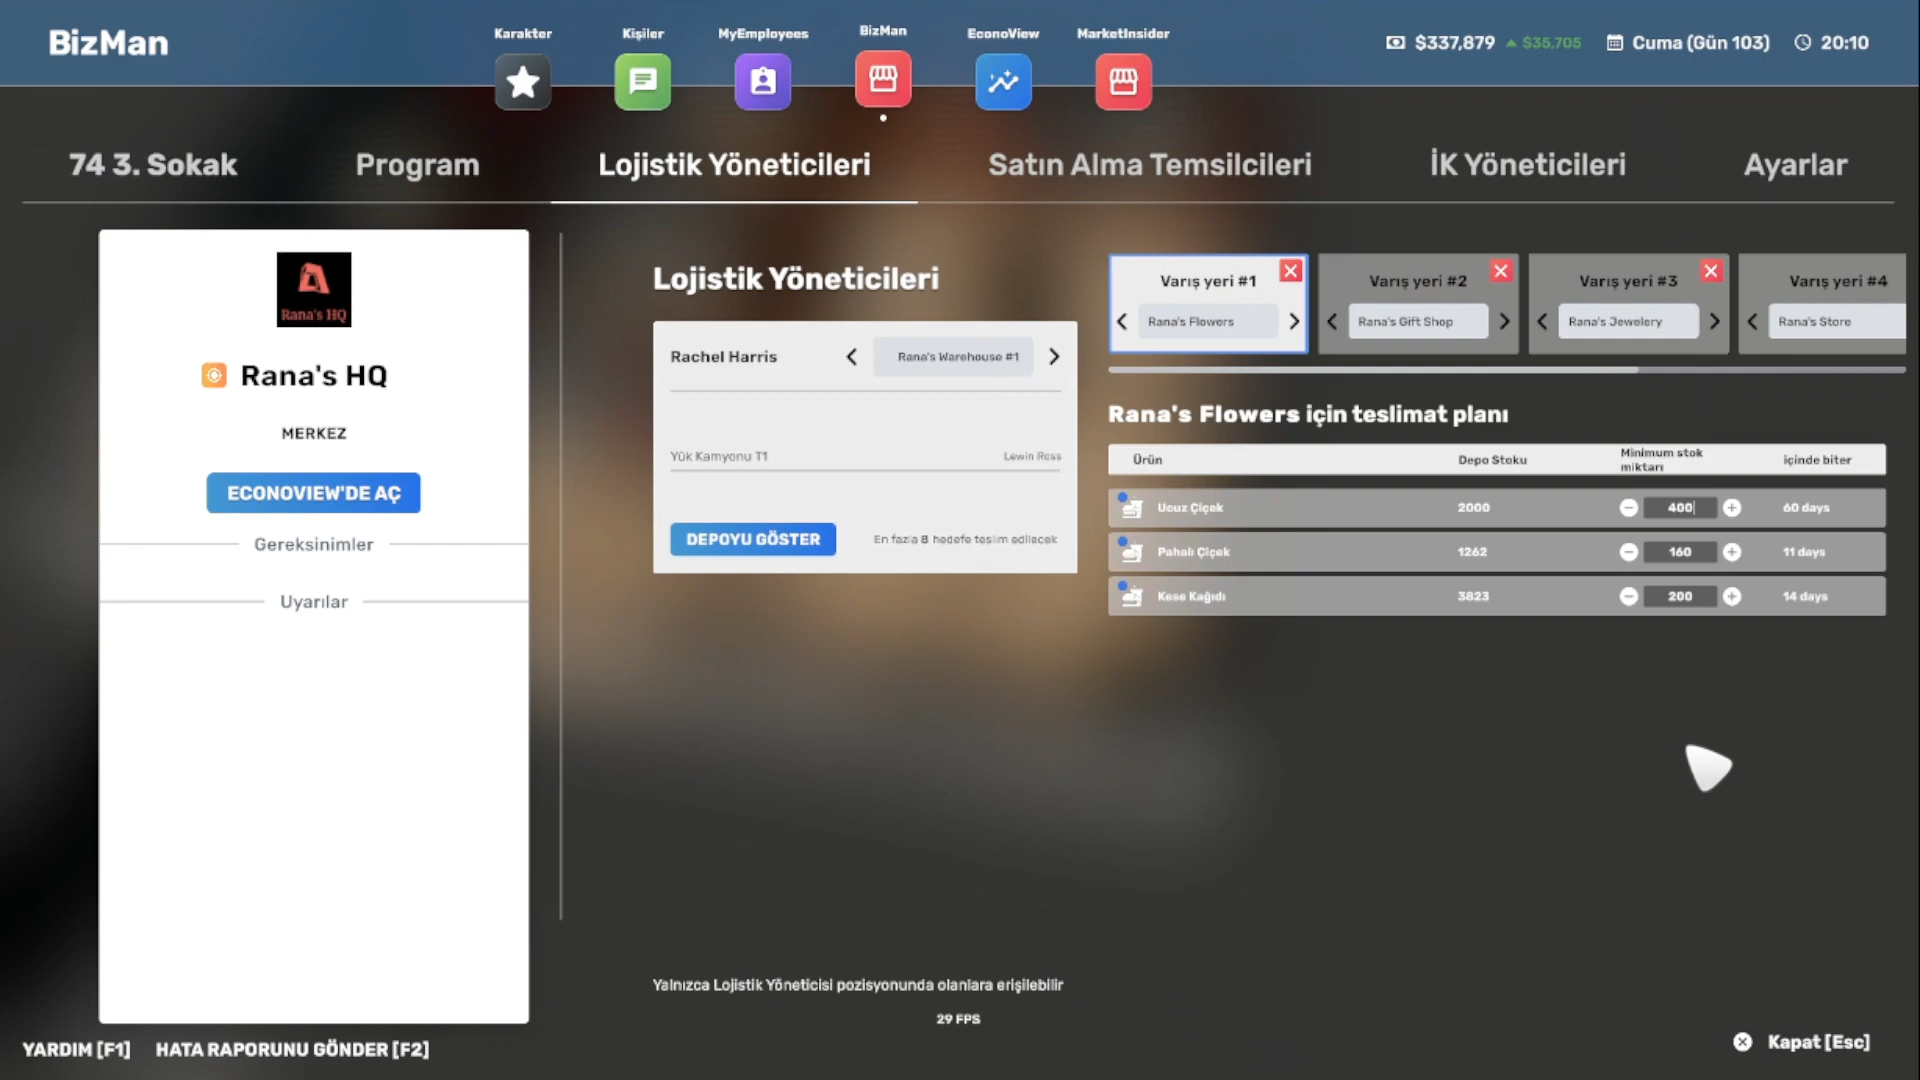 BizMan
Karakter
Kişiler
MyEmployees
BizMan
EconoView
MarketInsider
$337,879
$35,705
Cuma (Gün 103)
20:10
74 3. Sokak
Program
Lojistik Yöneticileri
Satın Alma Temsilcileri
İK Yöneticileri
Ayarlar
Rana's HQ
Rana's HQ
MERKEZ
ECONOVIEW'DE AÇ
Gereksinimler
Uyarılar
Lojistik Yöneticileri
Rachel Harris
Rana's Warehouse #1
Yük Kamyonu T1
Lewin Ross
DEPOYU GÖSTER
En fazla 8 hedefe teslim edilecek
Varış yeri #1
Rana's Flowers
Varış yeri #2
Rana's Gift Shop
Varış yeri #3
Rana's Jewelery
Varış yeri #4
Rana's Store
Rana's Flowers için teslimat planı
Ürün
Depo Stoku
Minimum stok
miktarı
içinde biter
Ucuz Çiçek
2000
400
60 days
Pahalı Çiçek
1262
160
11 days
Kese Kağıdı
3823
200
14 days
Yalnızca Lojistik Yöneticisi pozisyonunda olanlara erişilebilir
29 FPS
YARDIM [F1]
HATA RAPORUNU GÖNDER [F2]
Kapat [Esc]